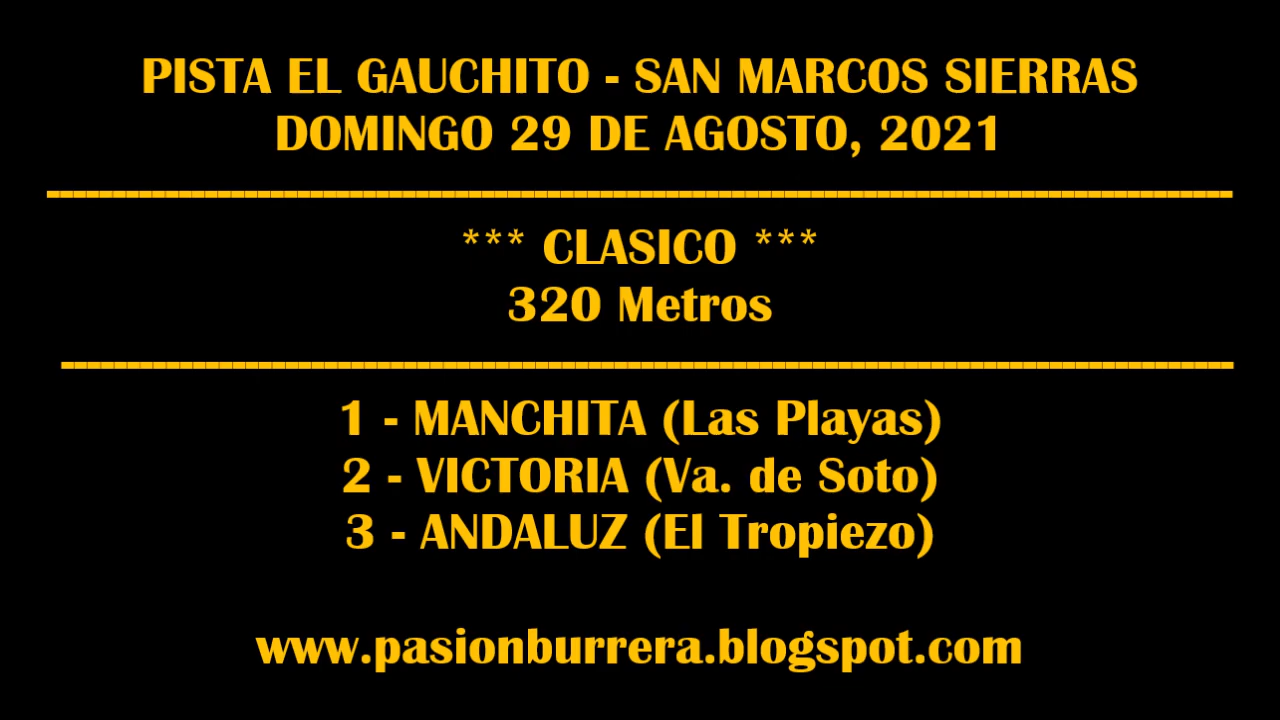 PISTA EL GAUCHITO - SAN MARCOS SIERRAS
DOMINGO 29 DE AGOSTO, 2021
*** CLASICO ***
320 Metros
1 - MANCHITA (Las Playas)
2 - VICTORIA (Va. de Soto)
3 - ANDALUZ (El Tropiezo)
www.pasionburrera.blogspot.com